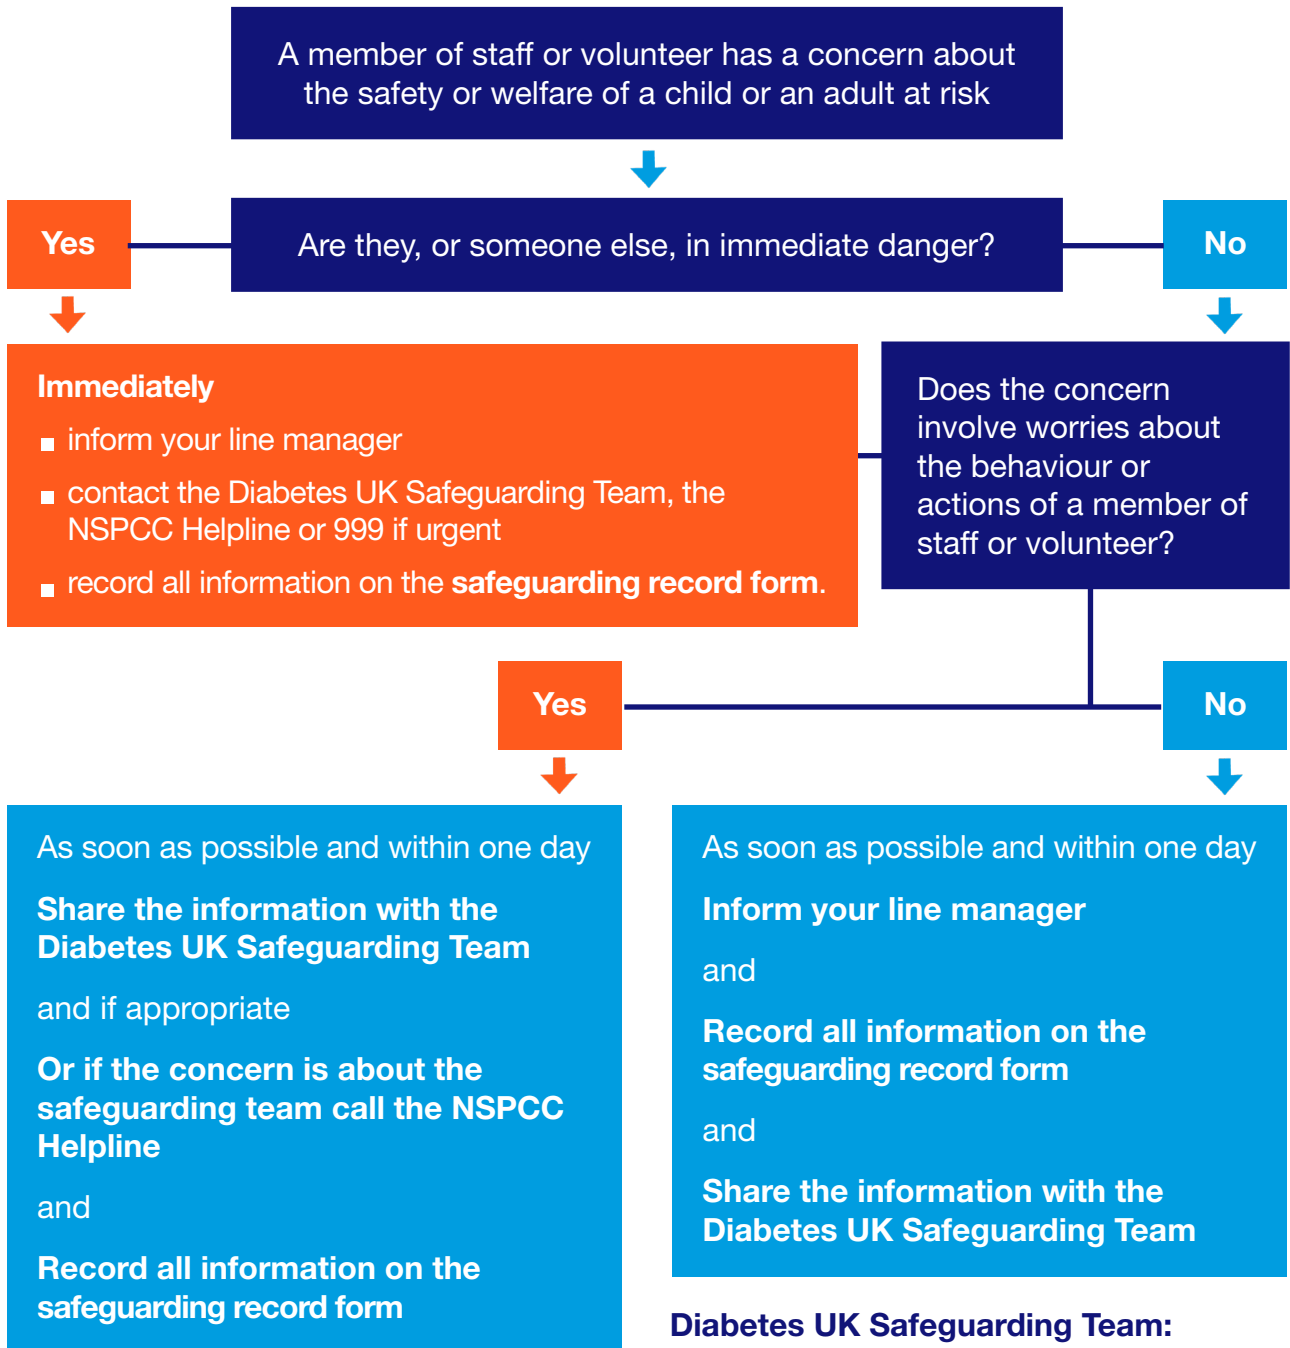 A member of staff or volunteer has a concern about
the safety or welfare of a child or an adult at risk
Yes
Are they, or someone else, in immediate danger?
No
Immediately
inform your line manager
contact the Diabetes UK Safeguarding Team, the
NSPCC Helpline or 999 if urgent
record all information on the safeguarding record form.
Does the concern
involve worries about
the behaviour or
actions of a member of
staff or volunteer?
Yes
No
As soon as possible and within one day
Share the information with the
Diabetes UK Safeguarding Team
and if appropriate
Or if the concern is about the
safeguarding team call the NSPCC
Helpline
and
Record all information on the
safeguarding record form
As soon as possible and within one day
Inform your line manager
and
Record all information on the
safeguarding record form
and
Share the information with the
Diabetes UK Safeguarding Team
Diabetes UK Safeguarding Team: